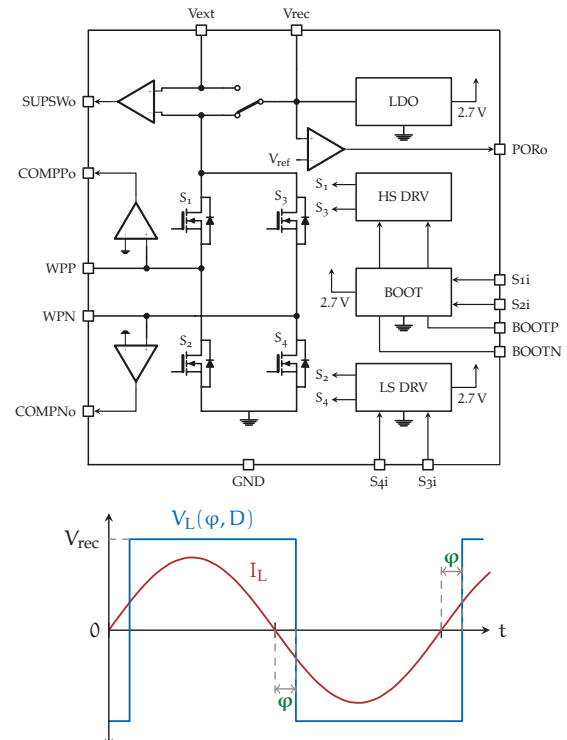 Vext Vrec
SUPSWo
LDO
2.7 V
Vref
PORo
COMPPo
S1 S3
S1
S3
HS DRV
WPP
2.7 V
BOOT
S1i
S2i
WPN
BOOTP
BOOTN
S2 S4
S2
S4
LS DRV
2.7 V
COMPNo
GND S4i S3i
VL(φ, D)
Vrec
IL
φ
0
t
φ